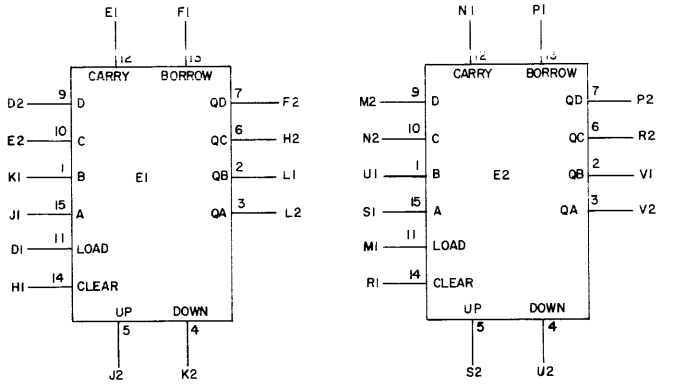 E1 F1
12 13
CARRY BORROW
D2 9 D QD 7 F2
E2 10 C QC 6 H2
K1 1 B E1 QB 2 L1
J1 15 A QA 3 L2
D1 11 LOAD
H1 14 CLEAR
UP DOWN
5 4
J2 K2
N1 P1
12 13
CARRY BORROW
M2 9 D QD 7 P2
N2 10 C QC 6 R2
U1 1 B E2 QB 2 V1
S1 15 A QA 3 V2
M1 11 LOAD
R1 14 CLEAR
UP DOWN
5 4
S2 U2